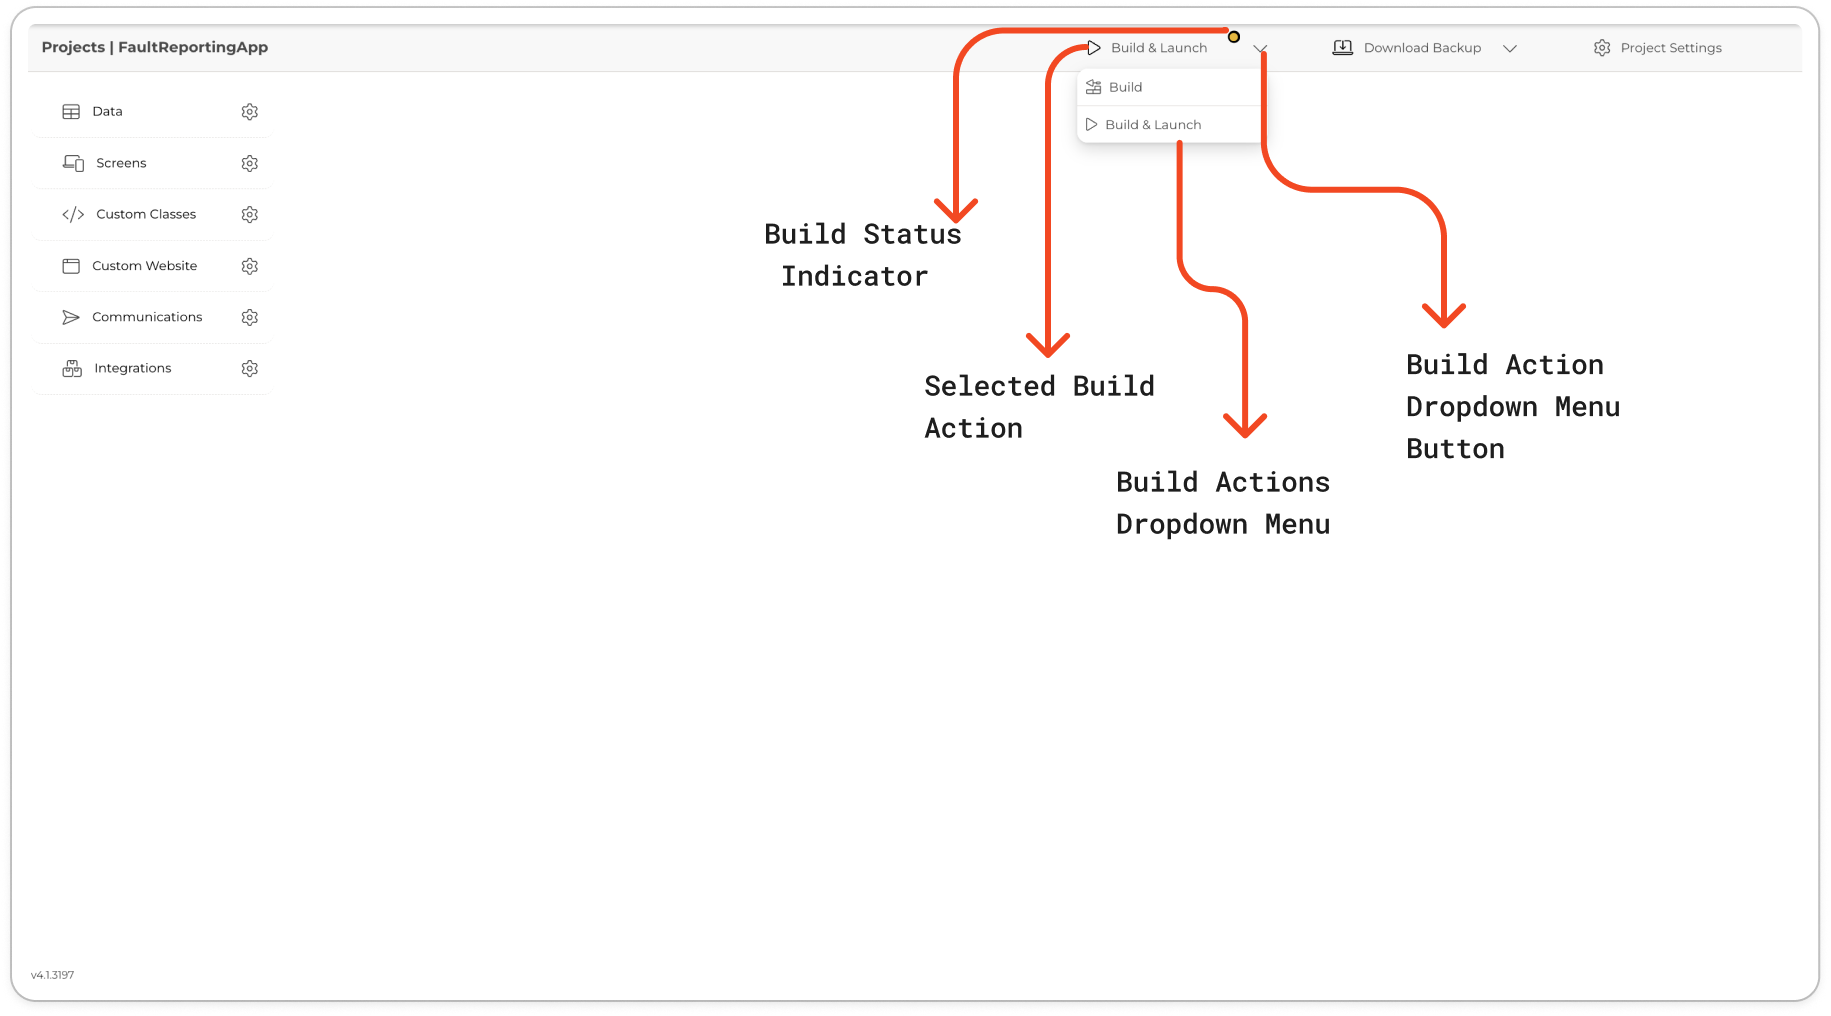 Projects | FaultReportingApp
Build & Launch
Download Backup
Project Settings
Build
Build & Launch
Data
Screens
Custom Classes
Custom Website
Communications
Integrations
Build Status
Indicator
Selected Build
Action
Build Actions
Dropdown Menu
Build Action
Dropdown Menu
Button
v4.1.3197